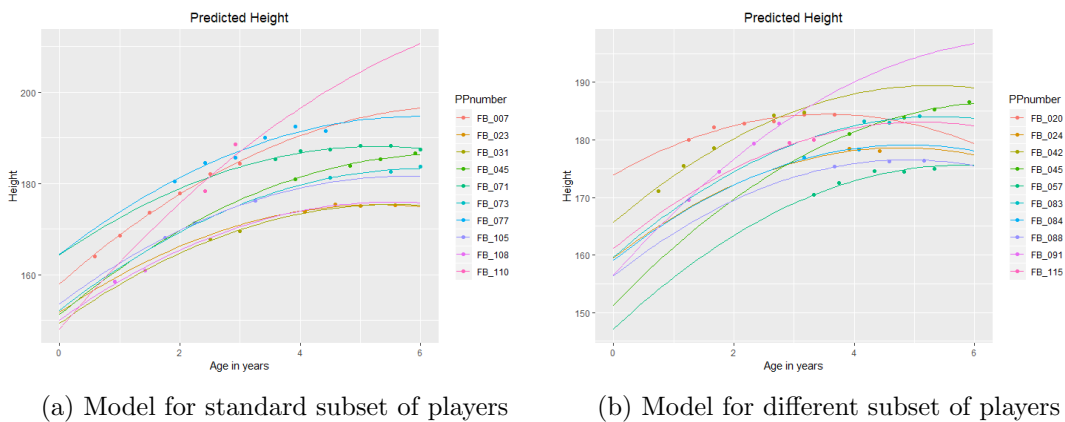 Predicted Height
Height
200
180
160
0
2
4
6
Age in years
PPnumber
FB_007
FB_023
FB_031
FB_045
FB_071
FB_073
FB_077
FB_105
FB_108
FB_110
(a) Model for standard subset of players
Predicted Height
Height
190
180
170
160
150
0
2
4
6
Age in years
PPnumber
FB_020
FB_024
FB_042
FB_045
FB_057
FB_083
FB_084
FB_088
FB_091
FB_115
(b) Model for different subset of players